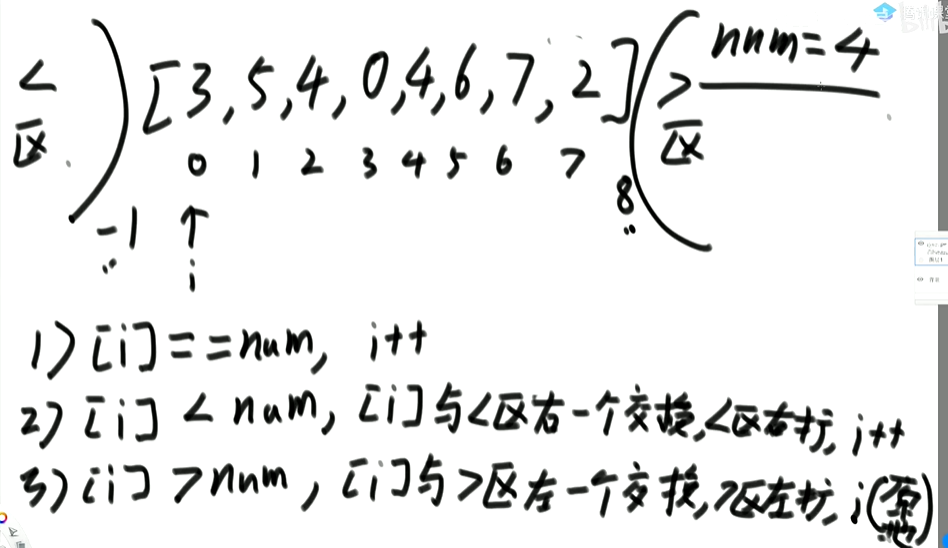 num=4
< [3,5,4,0,4,6,7,2] >
区 区
0 1 2 3 4 5 6 7
-1 8
i
1) [i]==num, i++
2) [i]<num, [i]与<区右一个交换,<区右扩, i++
3) [i]>num, [i]与>区左一个交换,>区左扩, i(原地)